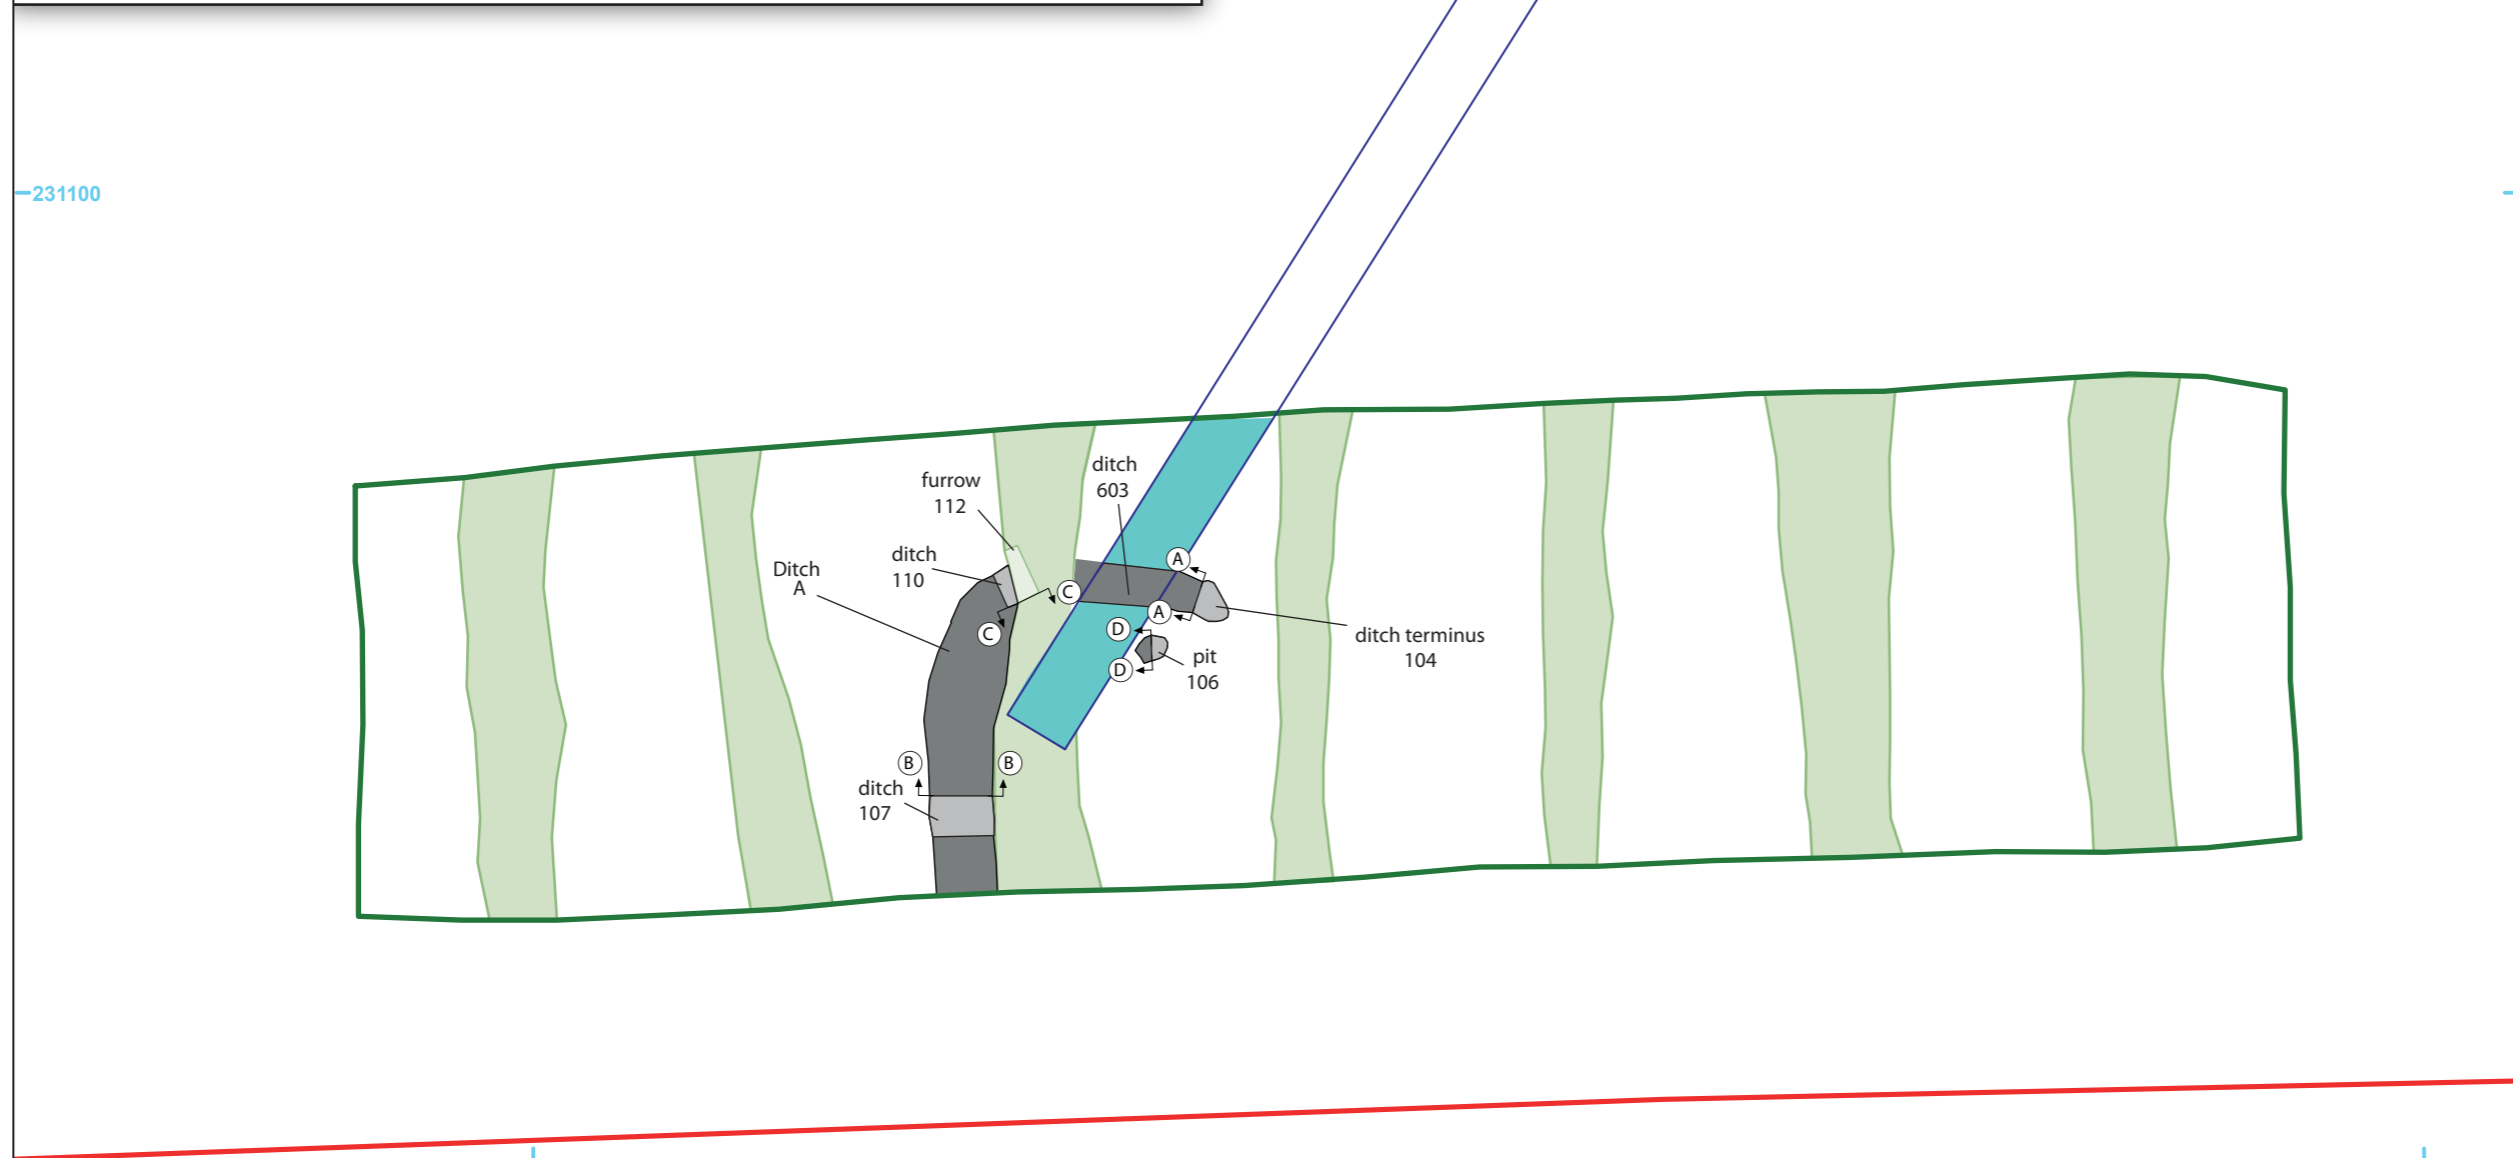 231100
ditch
603
furrow
112
ditch
110
Ditch
A
A
C
A
C
D
D
pit
106
ditch terminus
104
B
B
ditch
107